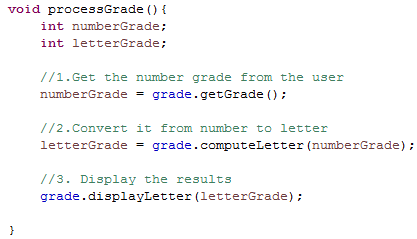 void processGrade(){
int numberGrade;
int letterGrade;
//1.Get the number grade from the user
numberGrade = grade.getGrade();
//2.Convert it from number to letter
letterGrade = grade.computeLetter(numberGrade);
//3. Display the results
grade.displayLetter(letterGrade);
}